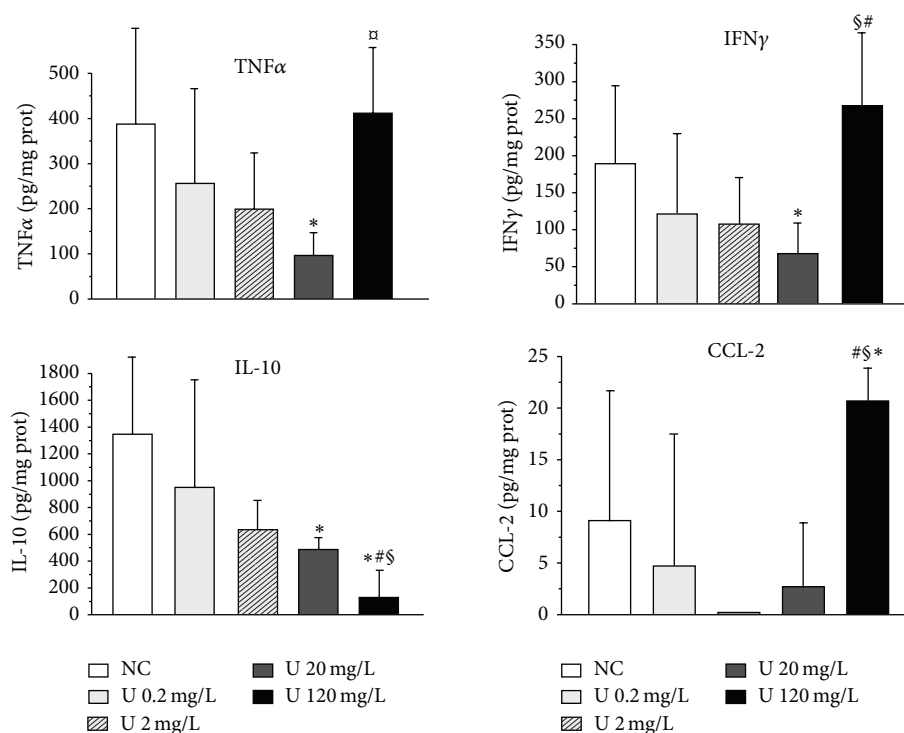 TNFα
¤
TNFα (pg/mg prot)
500
400
300
200
100
0
*
IFNγ
§#
IFNγ (pg/mg prot)
350
300
250
200
150
100
50
0
*
IL-10
IL-10 (pg/mg prot)
1800
1600
1400
1200
1000
800
600
400
200
0
*
*#§
CCL-2
#§*
CCL-2 (pg/mg prot)
25
20
15
10
5
0
NC
U 0.2 mg/L
U 2 mg/L
U 20 mg/L
U 120 mg/L
NC
U 0.2 mg/L
U 2 mg/L
U 20 mg/L
U 120 mg/L